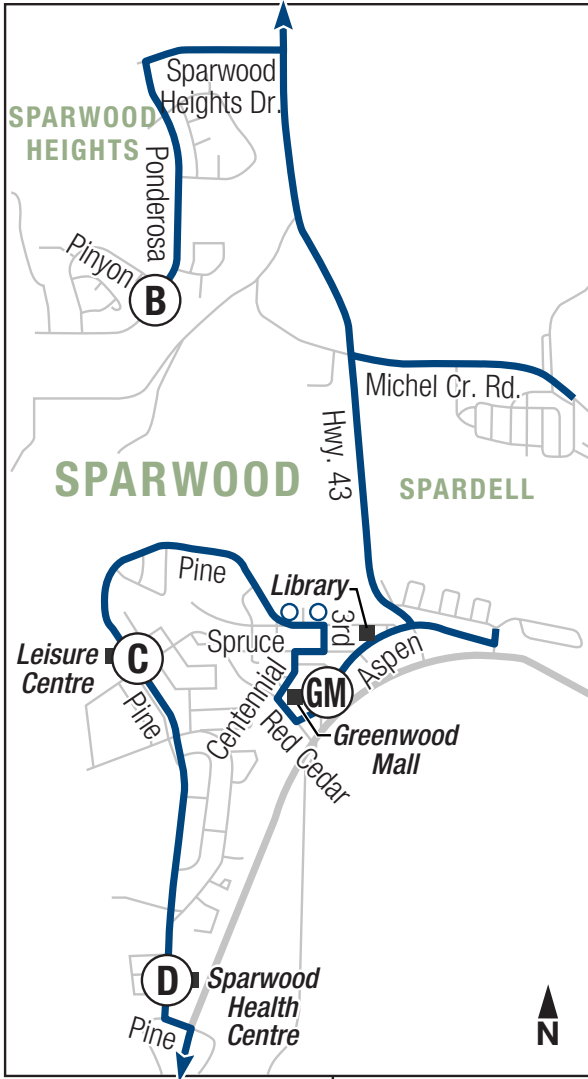 Sparwood
Heights Dr.
SPARWOOD
HEIGHTS
Ponderosa
Pinyon
B
Michel Cr. Rd.
Hwy. 43
SPARWOOD
SPARDELL
Pine
Library
3rd
Spruce
Aspen
Leisure
Centre
C
Centennial
GM
Pine
Red Cedar
Greenwood
Mall
D
Sparwood
Health
Centre
Pine
N